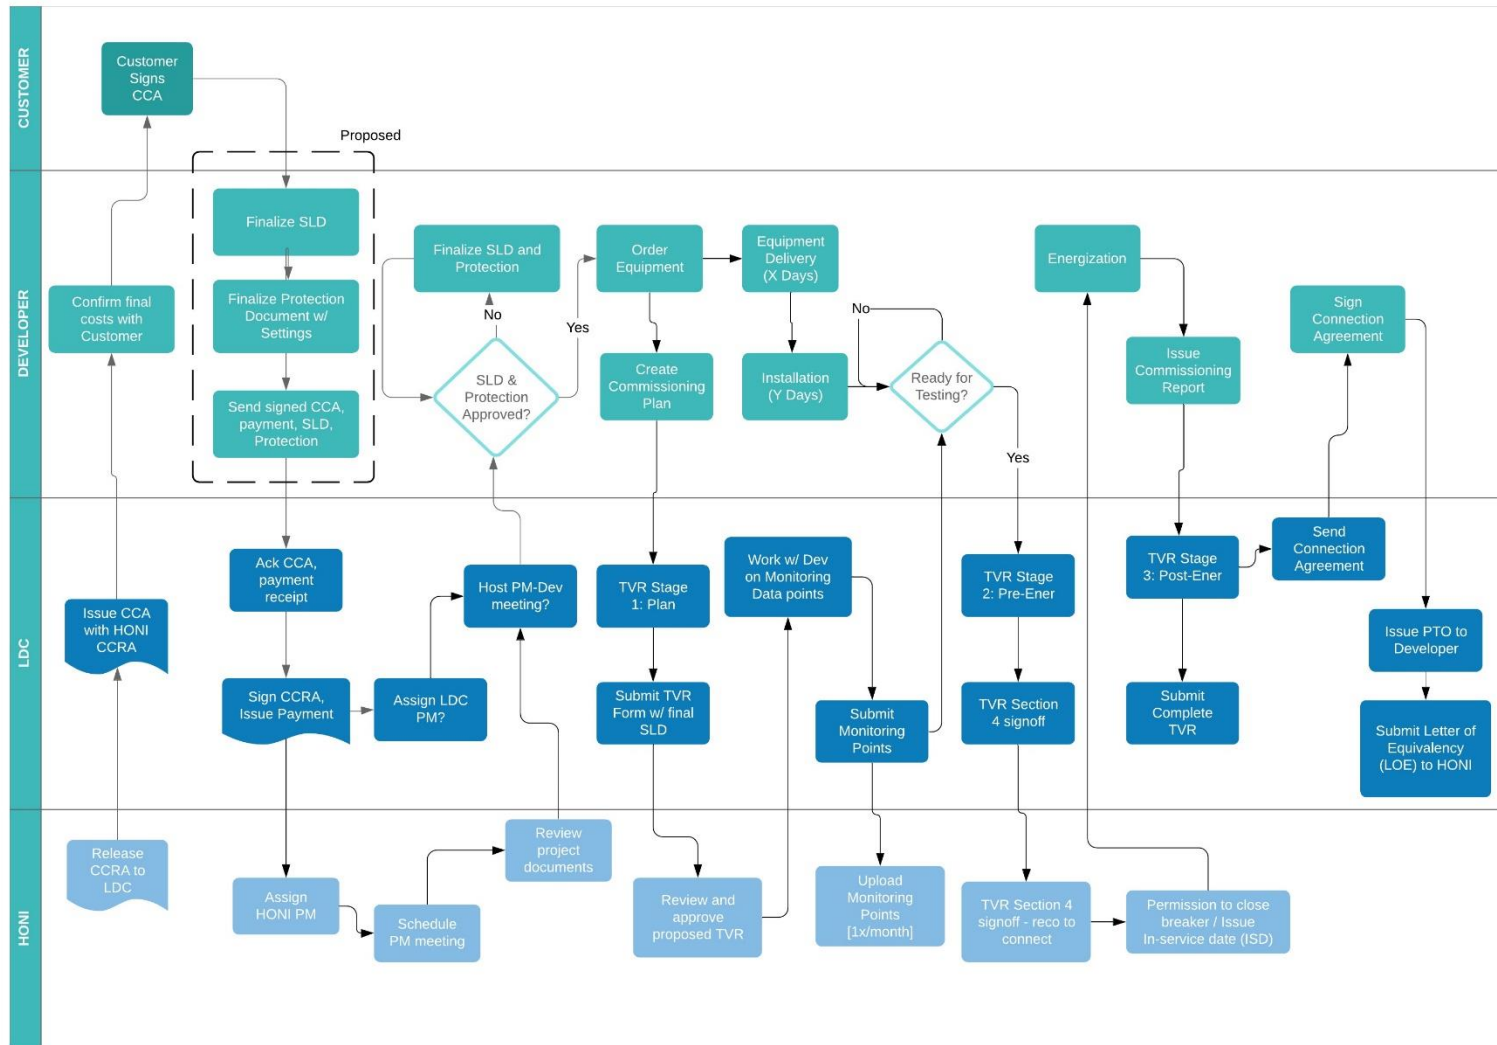 CUSTOMER
Customer
Signs
CCA
Proposed
DEVELOPER
Finalize SLD
Finalize Protection
Document w/
Settings
Send signed CCA,
payment, SLD,
Protection
Confirm final
costs with
Customer
Finalize SLD and
Protection
No
SLD &
Protection
Approved?
Yes
Order
Equipment
Create
Commissioning
Plan
Equipment
Delivery
(X Days)
Installation
(Y Days)
No
Ready for
Testing?
Yes
Energization
Issue
Commissioning
Report
Sign
Connection
Agreement
LDC
Issue CCA
with HONI
CCRA
Ack CCA,
payment
receipt
Sign CCRA,
Issue Payment
Assign LDC
PM?
Host PM-Dev
meeting?
TVR Stage
1: Plan
Submit TVR
Form w/ final
SLD
Work w/ Dev
on Monitoring
Data points
Submit
Monitoring
Points
TVR Stage
2: Pre-Ener
TVR Section
4 signoff
TVR Stage
3: Post-Ener
Submit
Complete
TVR
Send
Connection
Agreement
Issue PTO to
Developer
Submit Letter of
Equivalency
(LOE) to HONI
HONI
Release
CCRA to
LDC
Assign
HONI PM
Schedule
PM meeting
Review
project
documents
Review and
approve
proposed TVR
Upload
Monitoring
Points
[1x/month]
TVR Section 4
signoff - reco to
connect
Permission to close
breaker / Issue
In-service date (ISD)